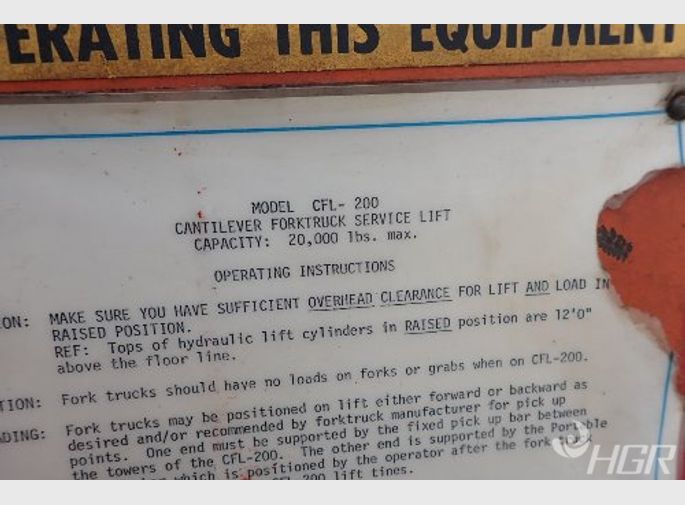 ERATING THIS EQUIPMENT
MODEL CFL- 200
CANTILEVER FORKTRUCK SERVICE LIFT
CAPACITY: 20,000 lbs. max.
OPERATING INSTRUCTIONS
ION: MAKE SURE YOU HAVE SUFFICIENT OVERHEAD CLEARANCE FOR LIFT AND LOAD IN
RAISED POSITION.
REF: Tops of hydraulic lift cylinders in RAISED position are 12'0"
above the floor line.
TION: Fork trucks should have no loads on forks or grabs when on CFL-200.
ADING: Fork trucks may be positioned on lift either forward or backward as
desired and/or recommended by forktruck manufacturer for pick up
points. One end must be supported by the fixed pick up bar between
the towers of the CFL-200. The other end is supported by the Portable
which is positioned by the operator after the fork truck
CFL-200 lift tines.
HGR